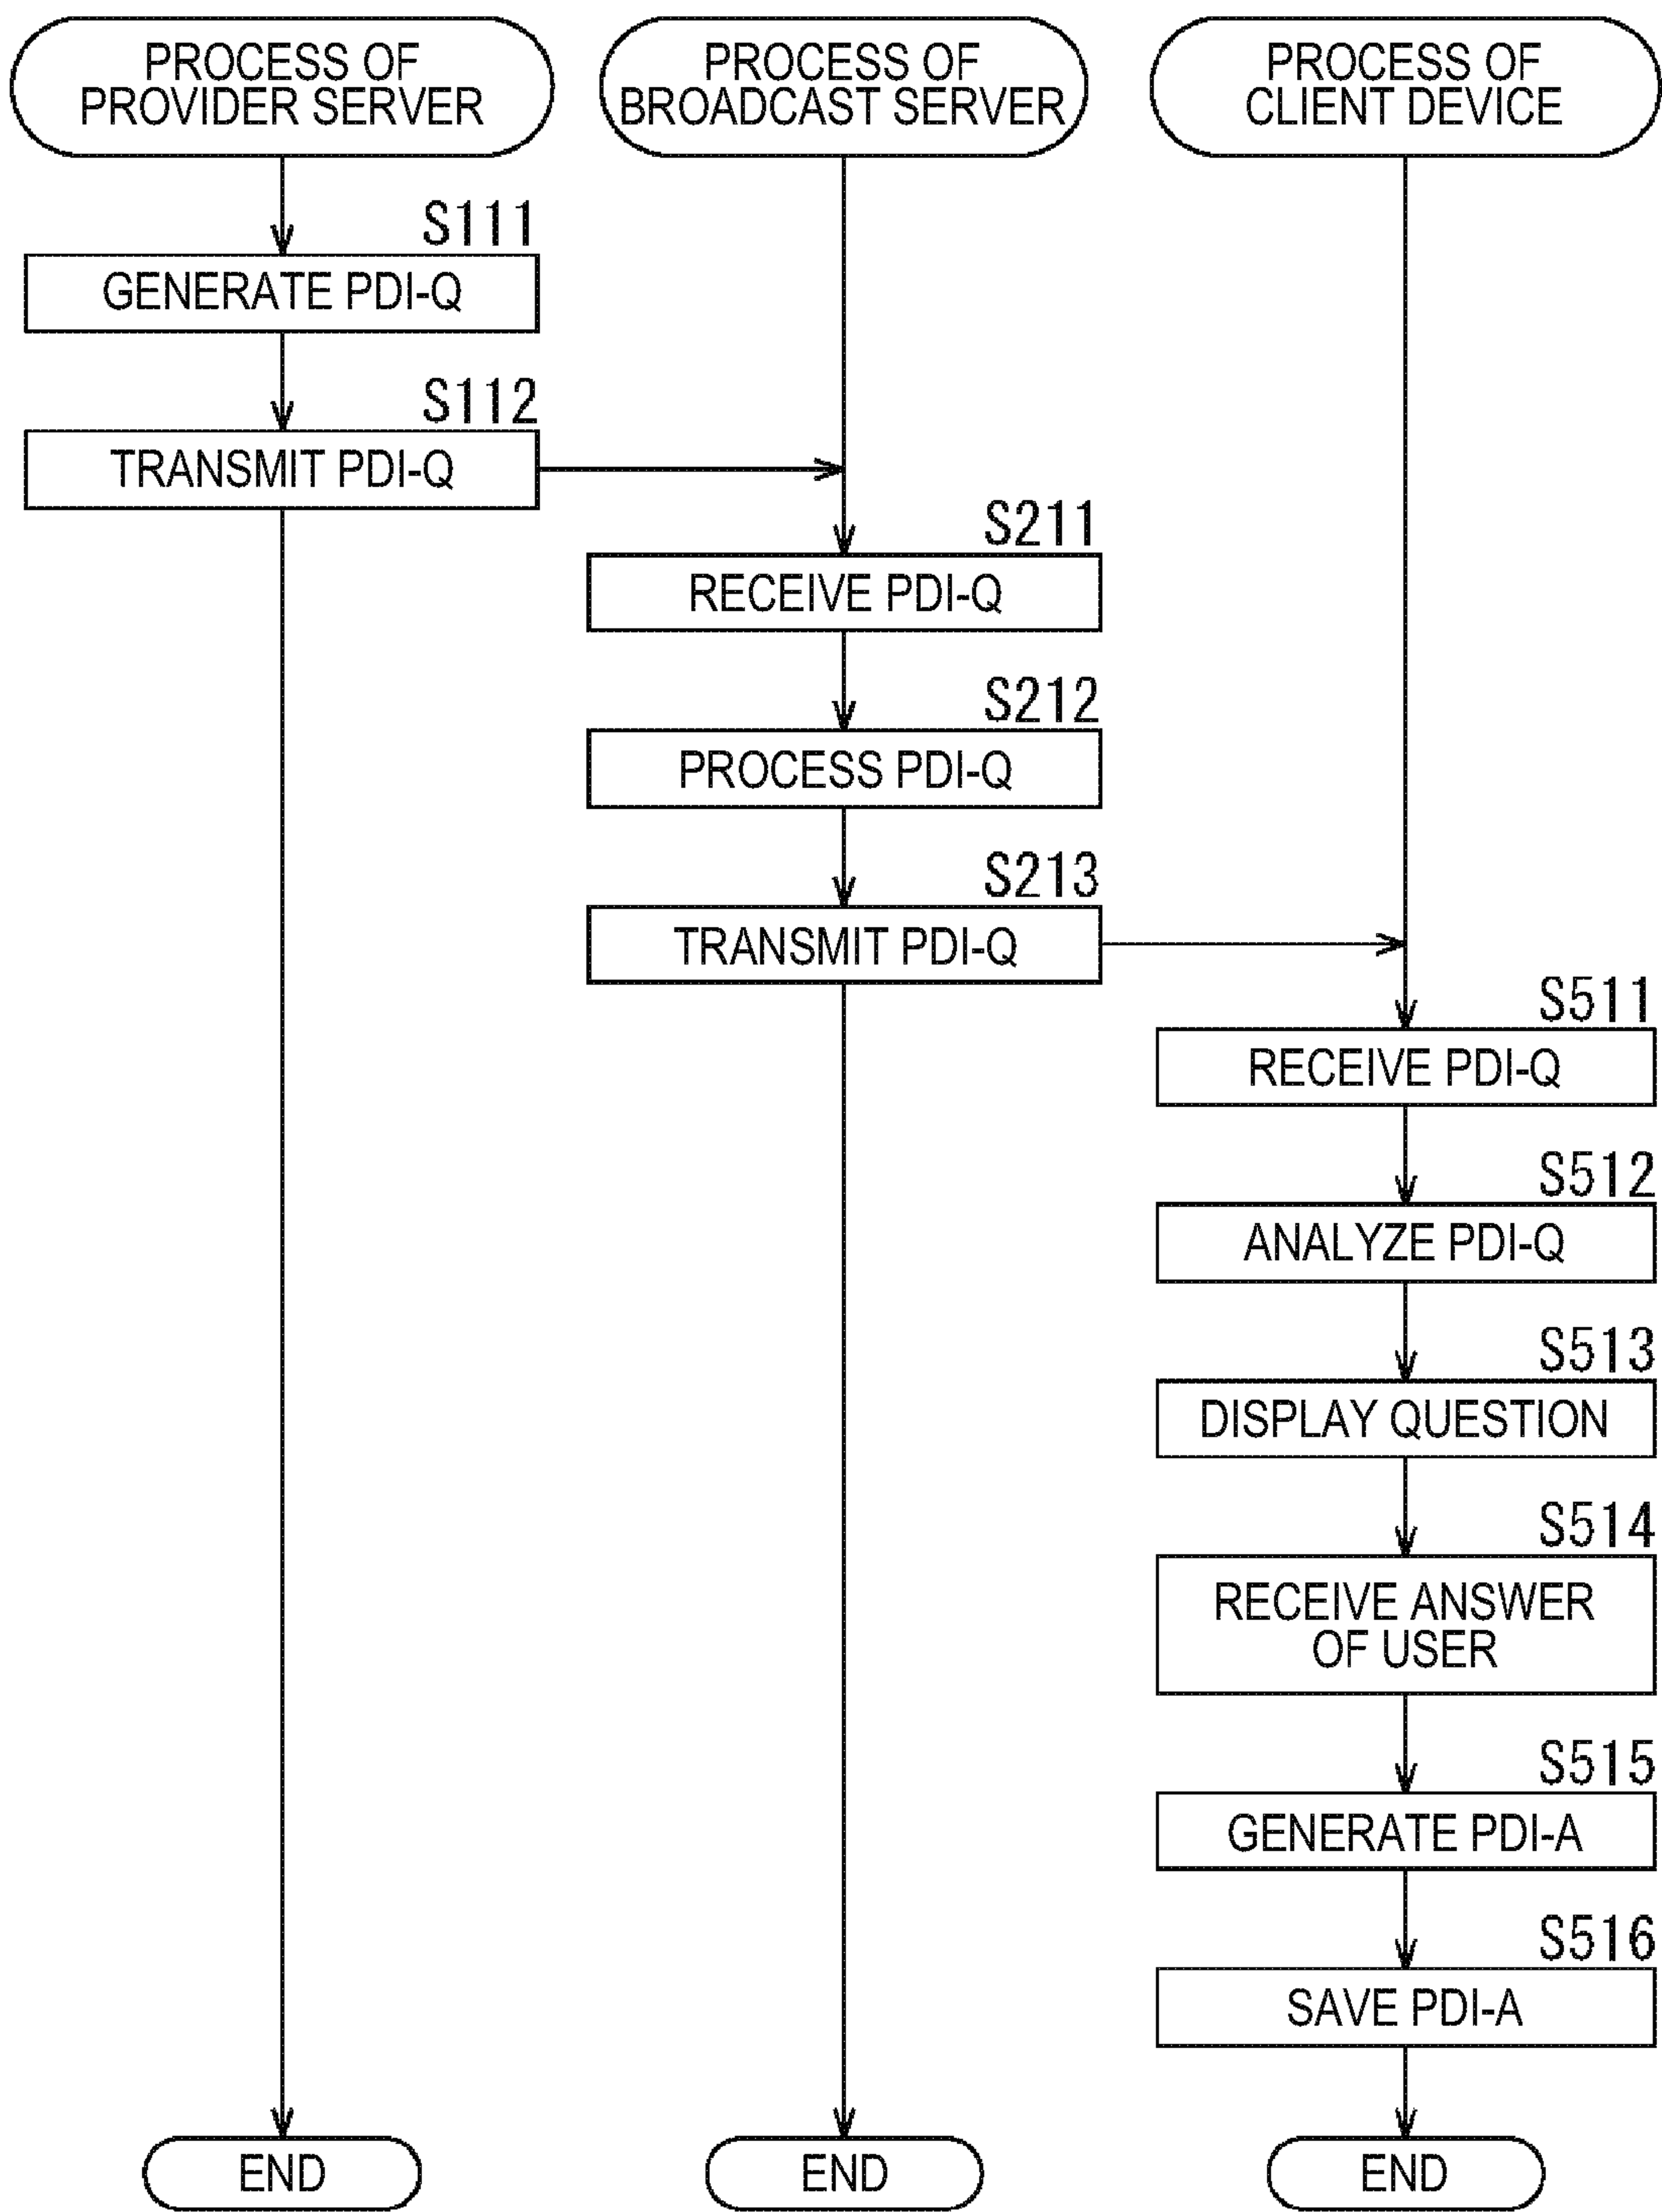 PROCESS OF
PROVIDER SERVER
PROCESS OF
BROADCAST SERVER
PROCESS OF
CLIENT DEVICE
S111
GENERATE PDI-Q
S112
TRANSMIT PDI-Q
S211
RECEIVE PDI-Q
S212
PROCESS PDI-Q
S213
TRANSMIT PDI-Q
S511
RECEIVE PDI-Q
S512
ANALYZE PDI-Q
S513
DISPLAY QUESTION
S514
RECEIVE ANSWER
OF USER
S515
GENERATE PDI-A
S516
SAVE PDI-A
END
END
END